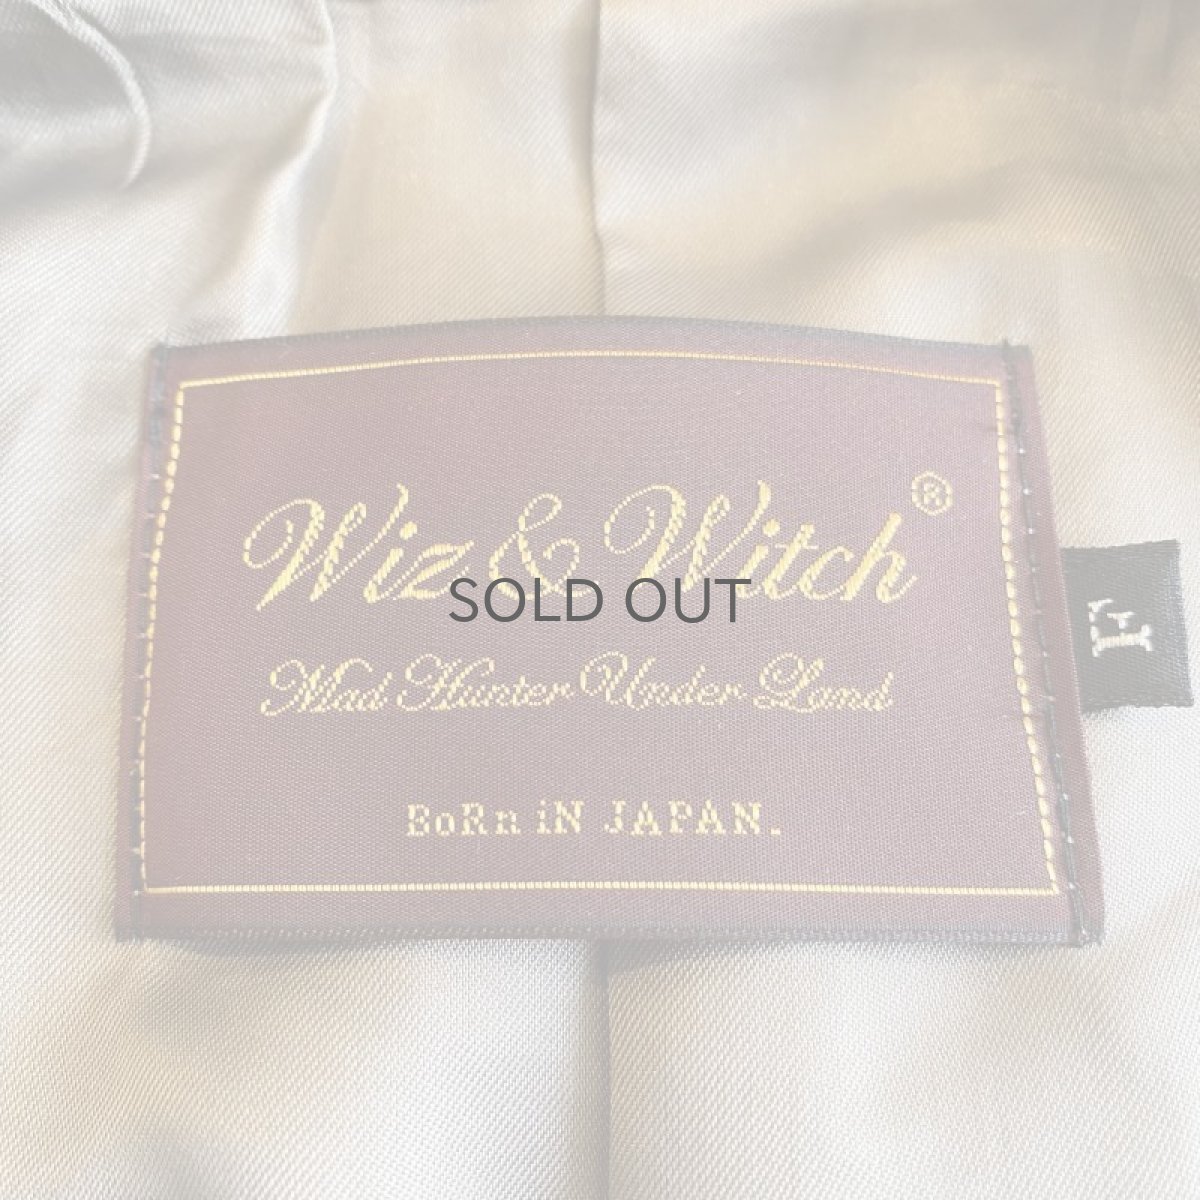 Wiz & Witch®
SOLD OUT
Mad Hunter Under Land
BoRn iN JAPAN.
F